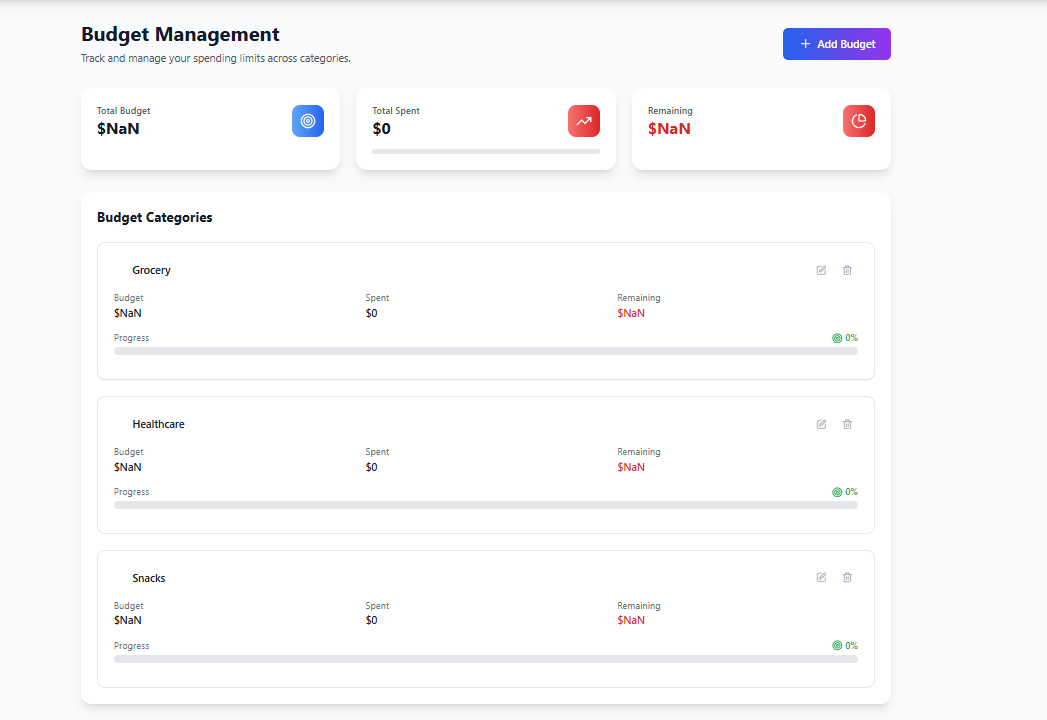 Budget Management
Track and manage your spending limits across categories.
Add Budget
Total Budget
$NaN
Total Spent
$0
Remaining
$NaN
Budget Categories
Grocery
Budget
$NaN
Spent
$0
Remaining
$NaN
Progress
0%
Healthcare
Budget
$NaN
Spent
$0
Remaining
$NaN
Progress
0%
Snacks
Budget
$NaN
Spent
$0
Remaining
$NaN
Progress
0%